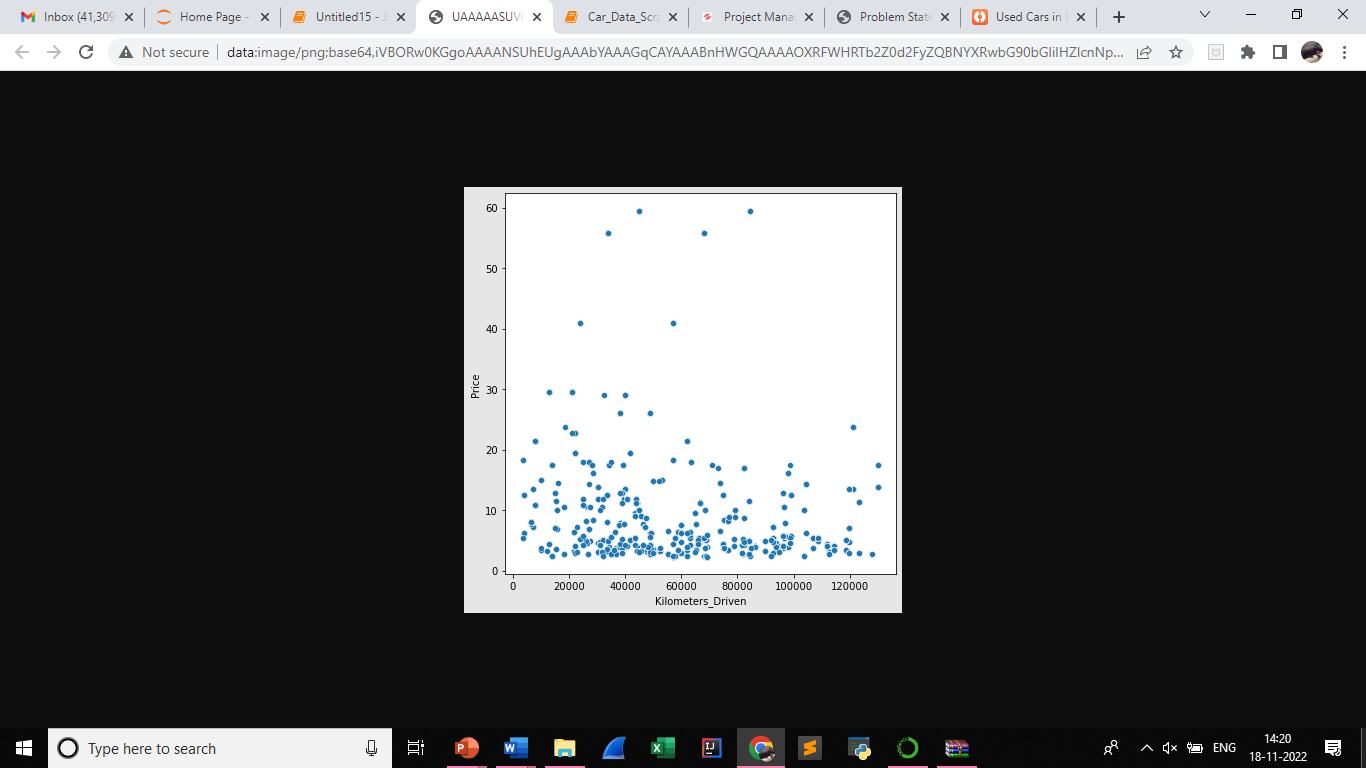 Inbox (41,309
Home Page -
Untitled15 - J
UAAAAASUV
Car_Data_Scra
Project Mana
Problem State
Used Cars in
Not secure
data:image/png;base64,iVBORw0KGgoAAAANSUhEUgAAAbYAAAGqCAYAAABnHWGQAAAAOXRFWHRTb2Z0d2FyZQBNYXRwbG90bGliIHZlcnNp...
60
50
40
30
20
10
0
Price
0 20000 40000 60000 80000 100000 120000
Kilometers_Driven
Type here to search
ENG
14:20
18-11-2022